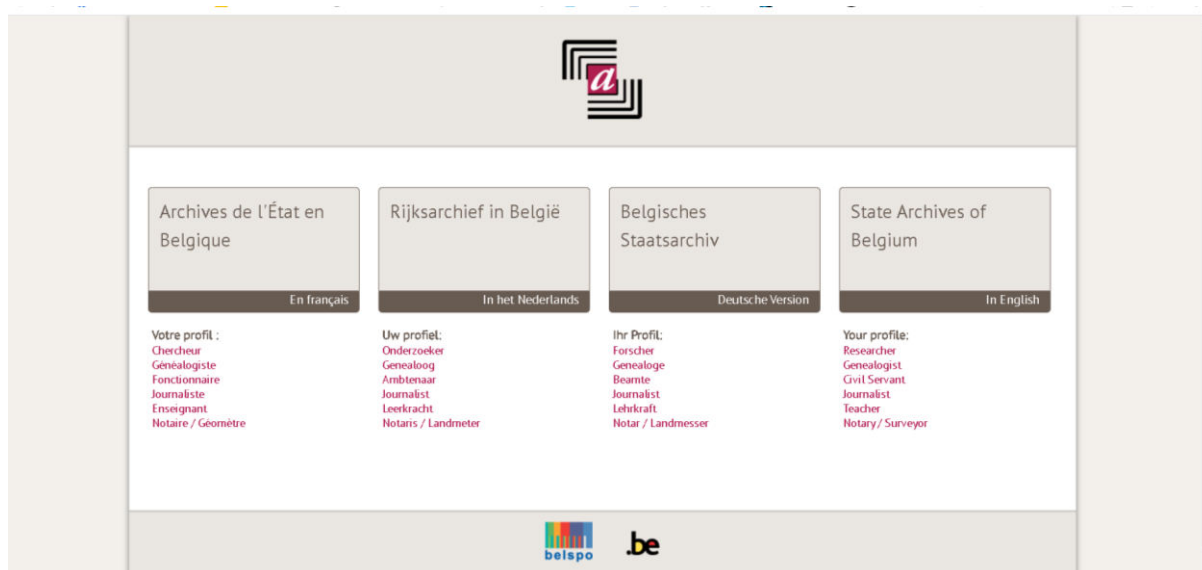 a
Archives de l'État en
Belgique
En français
Votre profil :
Chercheur
Généalogiste
Fonctionnaire
Journaliste
Enseignant
Notaire / Géomètre
Rijksarchief in België
In het Nederlands
Uw profiel:
Onderzoeker
Genealoog
Ambtenaar
Journalist
Leerkracht
Notaris / Landmeter
Belgisches
Staatsarchiv
Deutsche Version
Ihr Profil:
Forscher
Genealoge
Beamte
Journalist
Lehrkraft
Notar / Landmesser
State Archives of
Belgium
In English
Your profile:
Researcher
Genealogist
Civil Servant
Journalist
Teacher
Notary / Surveyor
belspo
.be